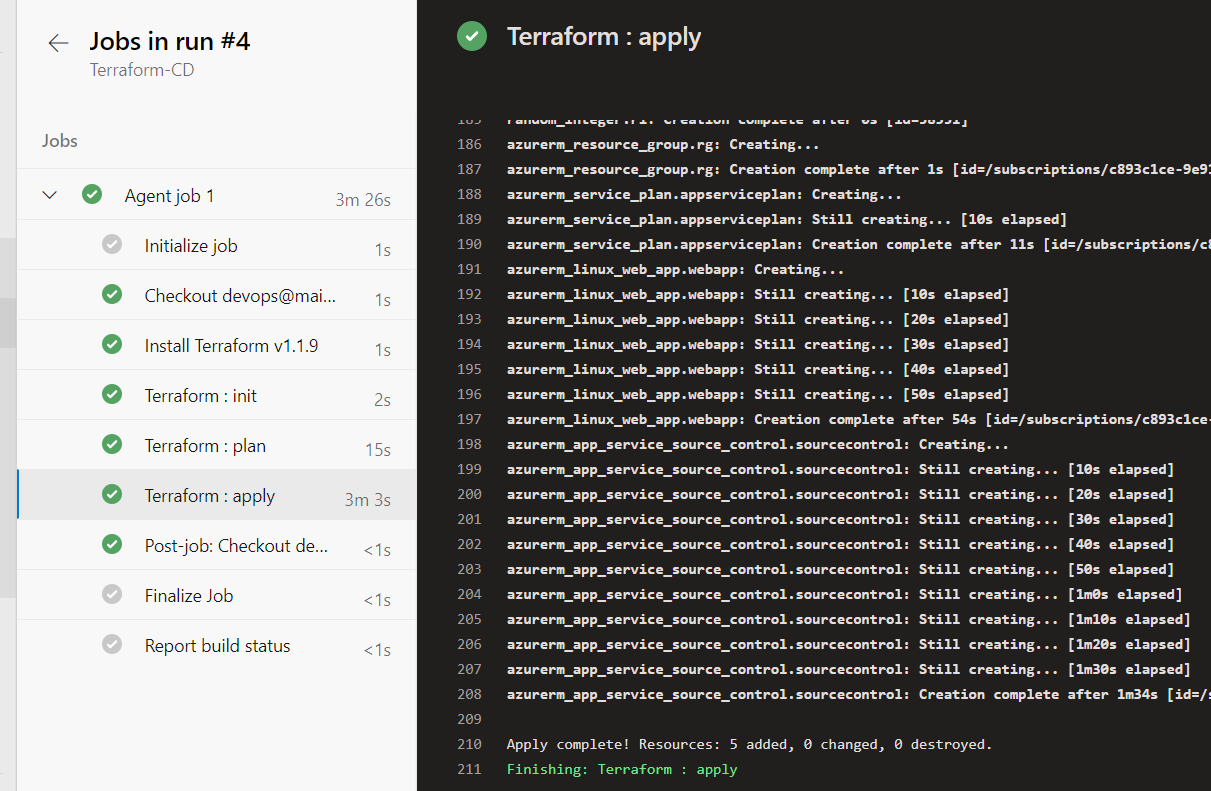 Jobs in run #4
Terraform-CD
Jobs
Agent job 1 3m 26s
Initialize job 1s
Checkout devops@mai... 1s
Install Terraform v1.1.9 1s
Terraform : init 2s
Terraform : plan 15s
Terraform : apply 3m 3s
Post-job: Checkout de... <1s
Finalize Job <1s
Report build status <1s
Terraform : apply
185 random_integer.ri: Creation complete after 0s
186 azurerm_resource_group.rg: Creating...
187 azurerm_resource_group.rg: Creation complete after 1s [id=/subscriptions/c893c1ce-9e91
188 azurerm_service_plan.appserviceplan: Creating...
189 azurerm_service_plan.appserviceplan: Still creating... [10s elapsed]
190 azurerm_service_plan.appserviceplan: Creation complete after 11s [id=/subscriptions/c8
191 azurerm_linux_web_app.webapp: Creating...
192 azurerm_linux_web_app.webapp: Still creating... [10s elapsed]
193 azurerm_linux_web_app.webapp: Still creating... [20s elapsed]
194 azurerm_linux_web_app.webapp: Still creating... [30s elapsed]
195 azurerm_linux_web_app.webapp: Still creating... [40s elapsed]
196 azurerm_linux_web_app.webapp: Still creating... [50s elapsed]
197 azurerm_linux_web_app.webapp: Creation complete after 54s [id=/subscriptions/c893c1ce-
198 azurerm_app_service_source_control.sourcecontrol: Creating...
199 azurerm_app_service_source_control.sourcecontrol: Still creating... [10s elapsed]
200 azurerm_app_service_source_control.sourcecontrol: Still creating... [20s elapsed]
201 azurerm_app_service_source_control.sourcecontrol: Still creating... [30s elapsed]
202 azurerm_app_service_source_control.sourcecontrol: Still creating... [40s elapsed]
203 azurerm_app_service_source_control.sourcecontrol: Still creating... [50s elapsed]
204 azurerm_app_service_source_control.sourcecontrol: Still creating... [1m0s elapsed]
205 azurerm_app_service_source_control.sourcecontrol: Still creating... [1m10s elapsed]
206 azurerm_app_service_source_control.sourcecontrol: Still creating... [1m20s elapsed]
207 azurerm_app_service_source_control.sourcecontrol: Still creating... [1m30s elapsed]
208 azurerm_app_service_source_control.sourcecontrol: Creation complete after 1m34s [id=/s
209
210 Apply complete! Resources: 5 added, 0 changed, 0 destroyed.
211 Finishing: Terraform : apply